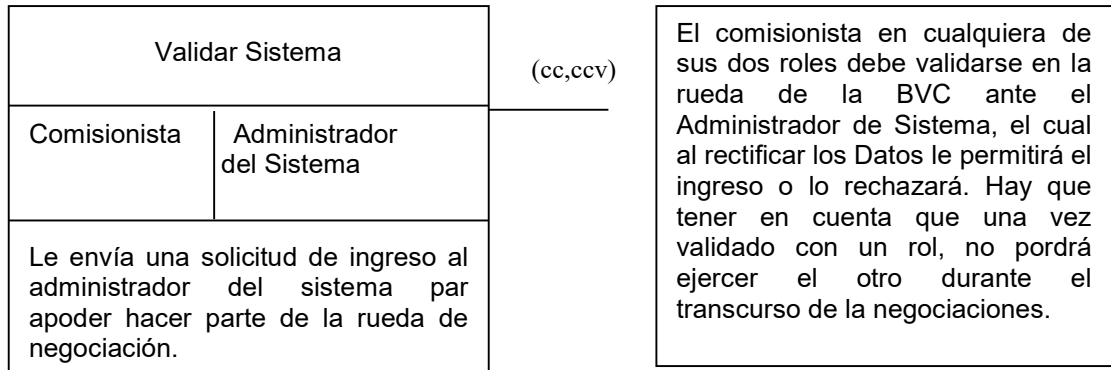 Validar Sistema
(cc,ccv)
Comisionista
Administrador
del Sistema
Le envía una solicitud de ingreso al
administrador del sistema par
apoder hacer parte de la rueda de
negociación.
El comisionista en cualquiera de
sus dos roles debe validarse en la
rueda de la BVC ante el
Administrador de Sistema, el cual
al rectificar los Datos le permitirá el
ingreso o lo rechazará. Hay que
tener en cuenta que una vez
validado con un rol, no pordrá
ejercer el otro durante el
transcurso de la negociaciones.